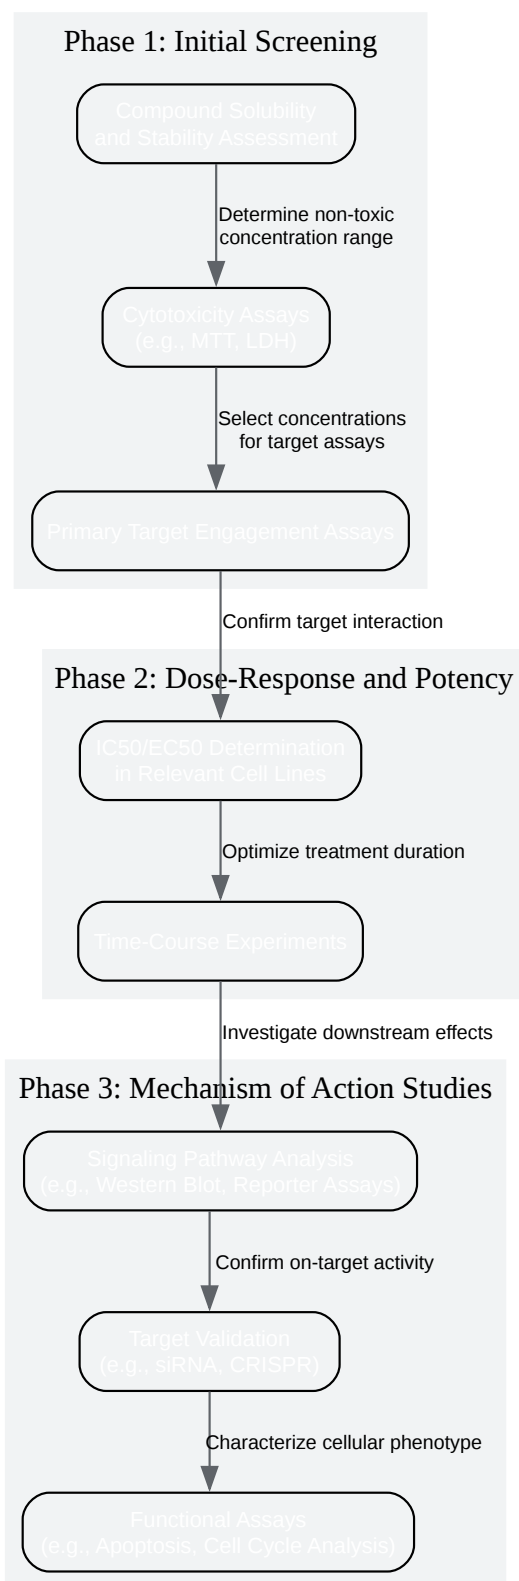 Phase 1: Initial Screening
Compound Solubility
and Stability Assessment
Determine non-toxic
concentration range
Cytotoxicity Assays
(e.g., MTT, LDH)
Select concentrations
for target assays
Primary Target Engagement Assays
Confirm target interaction
Phase 2: Dose-Response and Potency
IC50/EC50 Determination
in Relevant Cell Lines
Optimize treatment duration
Time-Course Experiments
Investigate downstream effects
Phase 3: Mechanism of Action Studies
Signaling Pathway Analysis
(e.g., Western Blot, Reporter Assays)
Confirm on-target activity
Target Validation
(e.g., siRNA, CRISPR)
Characterize cellular phenotype
Functional Assays
(e.g., Apoptosis, Cell Cycle Analysis)